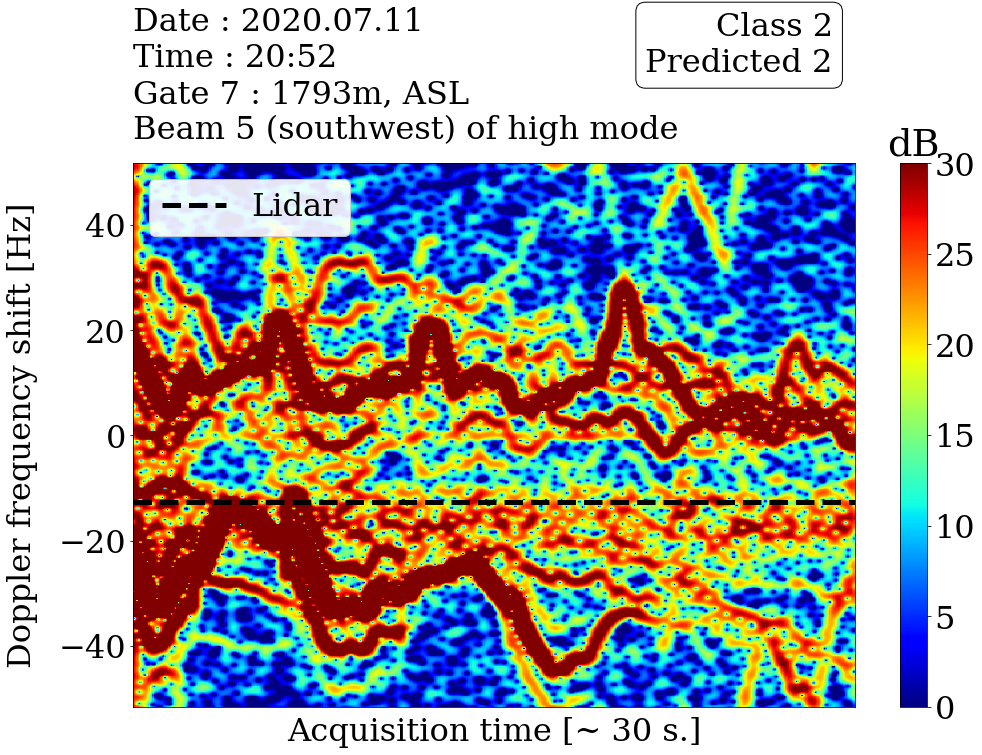 Date : 2020.07.11
Time : 20:52
Gate 7 : 1793m, ASL
Beam 5 (southwest) of high mode
Class 2
Predicted 2
dB
Lidar
Doppler frequency shift [Hz]
40
20
0
−20
−40
30
25
20
15
10
5
0
Acquisition time [~ 30 s.]